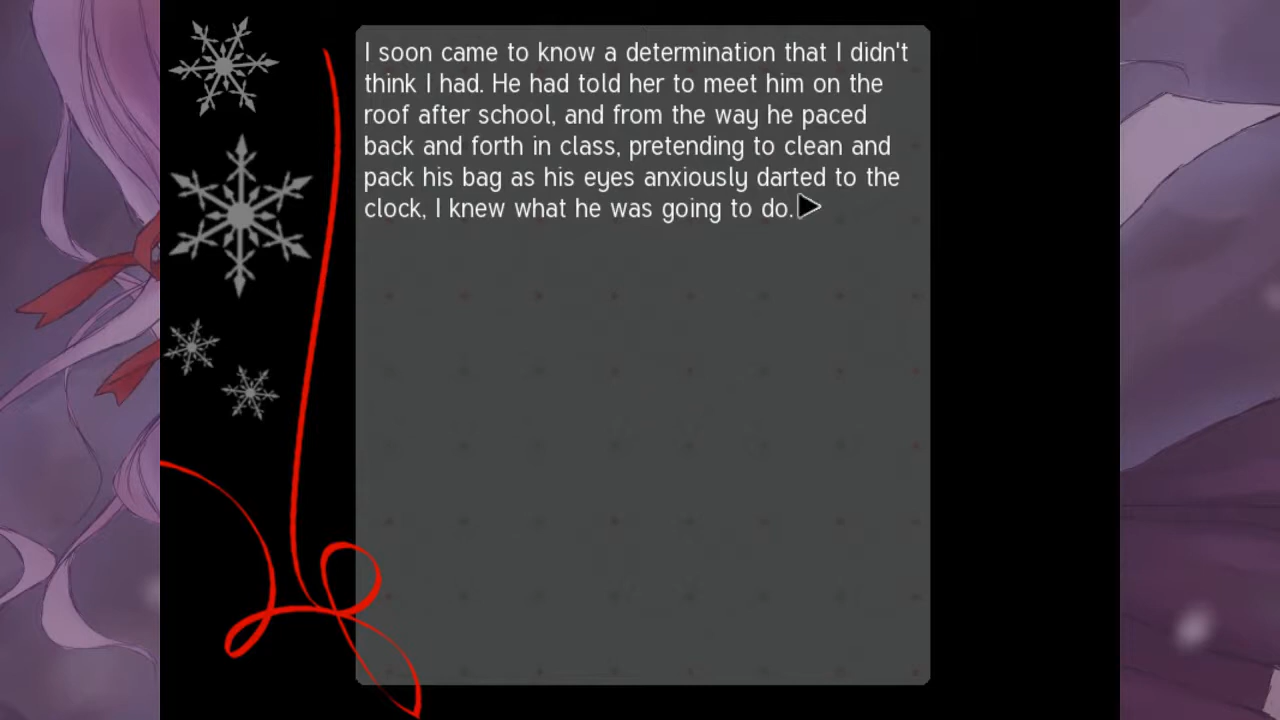 I soon came to know a determination that I didn't
think I had. He had told her to meet him on the
roof after school, and from the way he paced
back and forth in class, pretending to clean and
pack his bag as his eyes anxiously darted to the
clock, I knew what he was going to do.